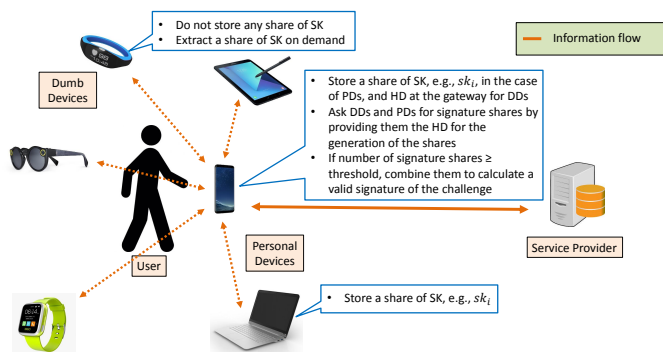 • Do not store any share of SK
• Extract a share of SK on demand
Information flow
Dumb
Devices
• Store a share of SK, e.g., sk_i, in the case
of PDs, and HD at the gateway for DDs
• Ask DDs and PDs for signature shares by
providing them the HD for the
generation of the shares
• If number of signature shares ≥
threshold, combine them to calculate a
valid signature of the challenge
User
Personal
Devices
Service Provider
• Store a share of SK, e.g., sk_i